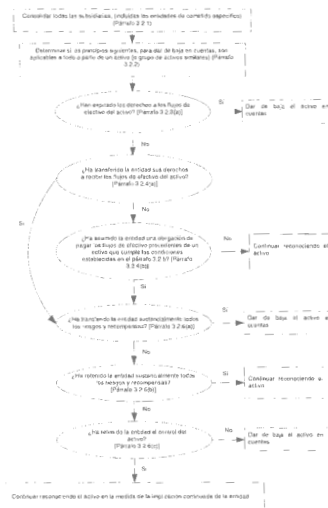 Consolidar todas las subsidiarias (incluidas las entidades de cometido específico)
[Párrafo 3.2.1]
Determinar si los principios siguientes, para dar de baja en cuentas, son
aplicables a todo o parte de un activo (o grupo de activos similares) [Párrafo
3.2.2]
¿Han expirado los derechos a los flujos de
efectivo del activo? [Párrafo 3.2.3(a)]
Si
Dar de baja el activo en
cuentas
No
¿Ha transferido la entidad sus derechos
a recibir los flujos de efectivo del activo?
[Párrafo 3.2.4(a)]
Si
No
¿Ha asumido la entidad una obligación de
pagar los flujos de efectivo procedentes de un
activo que cumpla las condiciones
establecidas en el párrafo 3.2.5? [Párrafo
3.2.4(b)]
No
Continuar reconociendo el
activo
Si
¿Ha transferido la entidad sustancialmente todos
los riesgos y recompensas? [Párrafo 3.2.6(a)]
Si
Dar de baja el activo en
cuentas
No
¿Ha retenido la entidad sustancialmente todos
los riesgos y recompensas?
[Párrafo 3.2.6(b)]
Si
Continuar reconociendo el
activo
No
¿Ha retenido la entidad el control del
activo?
[Párrafo 3.2.6(c)]
No
Dar de baja el activo en
cuentas
Si
Continuar reconociendo el activo en la medida de la implicación continuada de la entidad